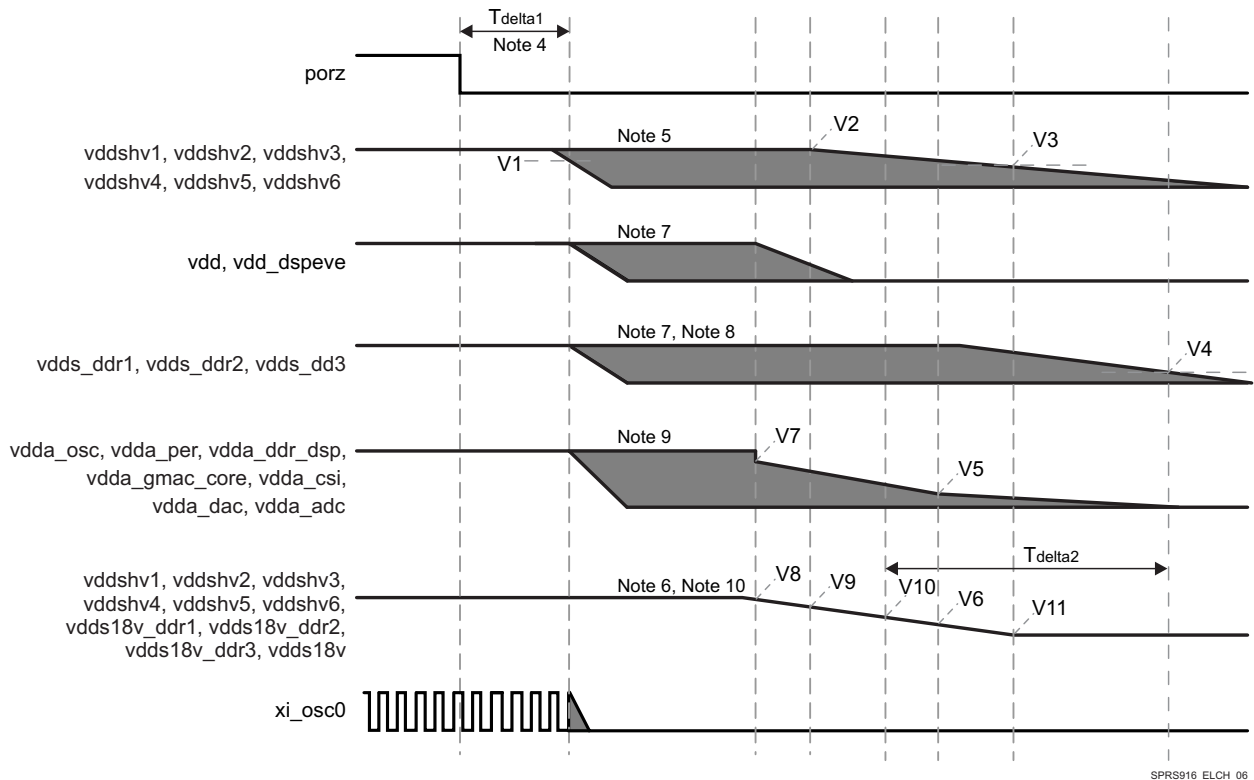 Tdelta1
Note 4
porz
Note 5
V2
V3
V1
vddshv1, vddshv2, vddshv3,
vddshv4, vddshv5, vddshv6
Note 7
vdd, vdd_dspeve
Note 7, Note 8
V4
vdds_ddr1, vdds_ddr2, vdds_dd3
Note 9
V7
V5
vdda_osc, vdda_per, vdda_ddr_dsp,
vdda_gmac_core, vdda_csi,
vdda_dac, vdda_adc
Tdelta2
Note 6, Note 10
V8
V9
V10
V6
V11
vddshv1, vddshv2, vddshv3,
vddshv4, vddshv5, vddshv6,
vdds18v_ddr1, vdds18v_ddr2,
vdds18v_ddr3, vdds18v
xi_osc0
SPRS916_ELCH_06